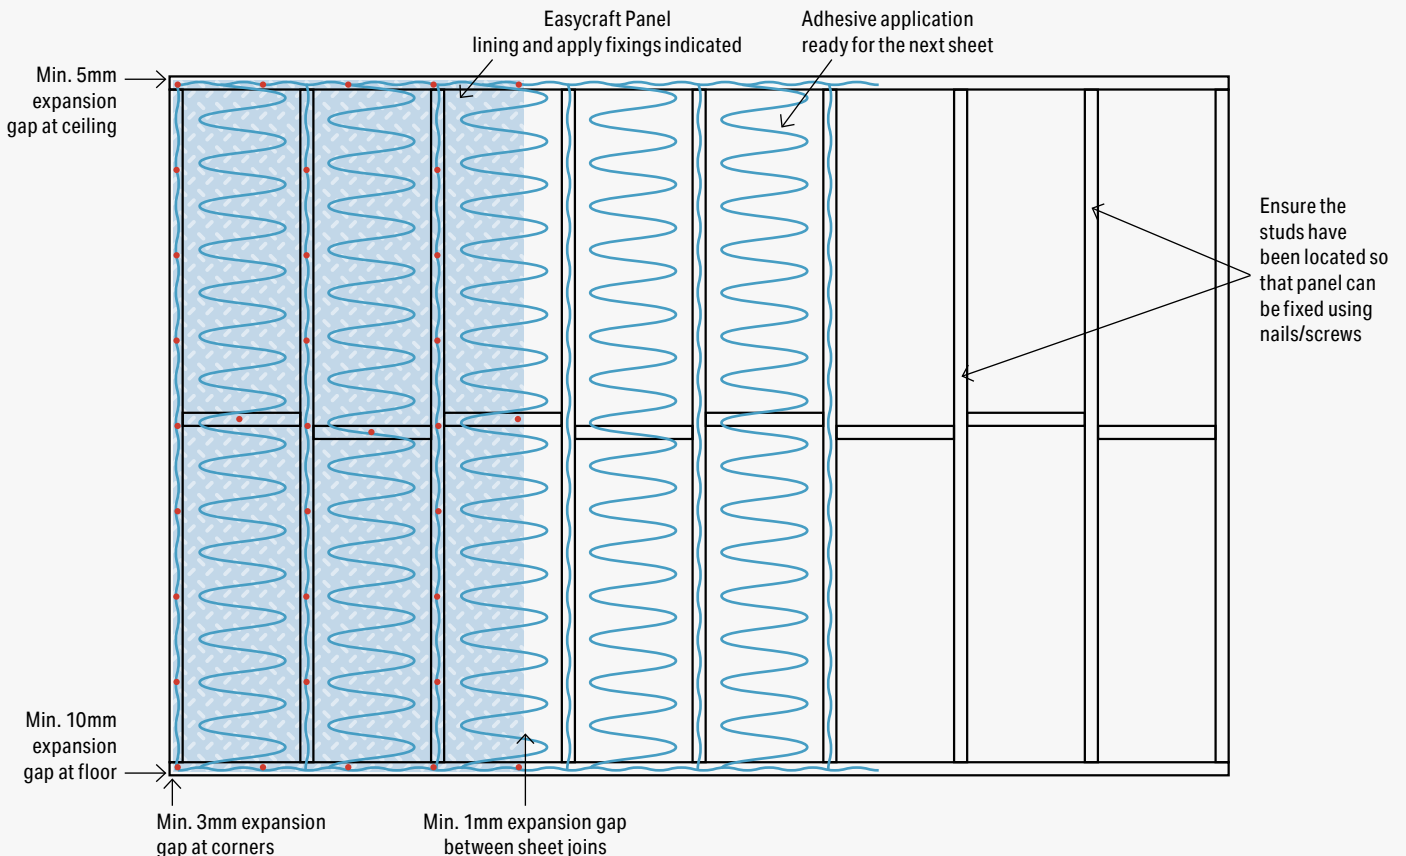 Easycraft Panel
lining and apply fixings indicated
Adhesive application
ready for the next sheet
Min. 5mm
expansion
gap at ceiling
Ensure the
studs have
been located so
that panel can
be fixed using
nails/screws
Min. 10mm
expansion
gap at floor
Min. 3mm expansion
gap at corners
Min. 1mm expansion gap
between sheet joins